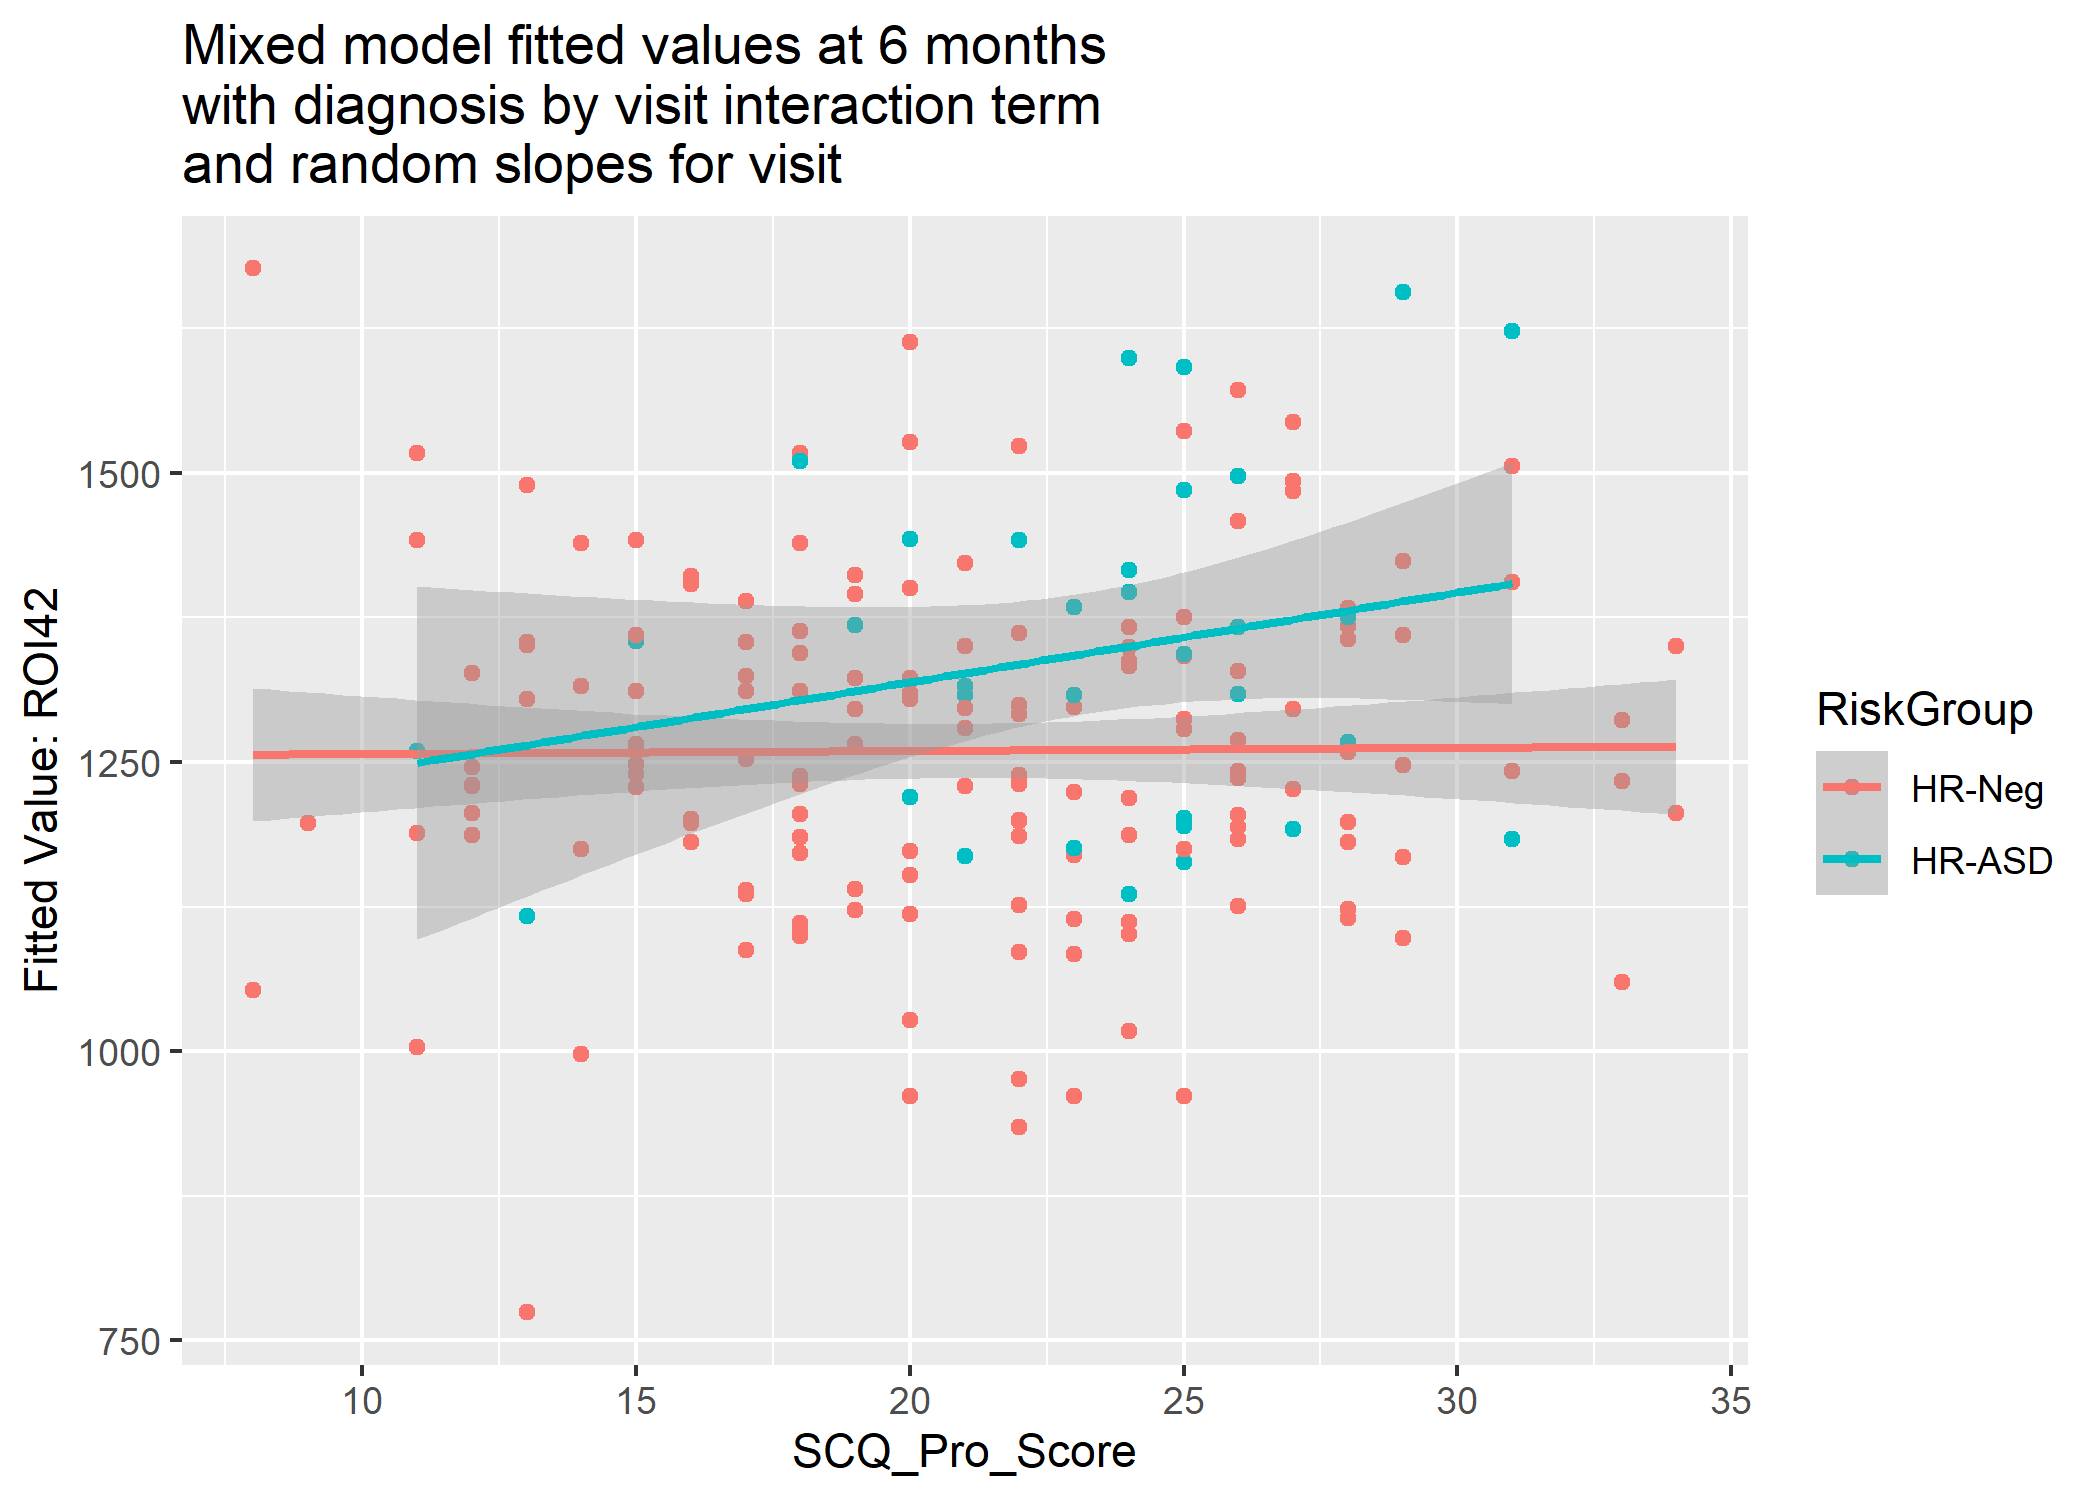 Mixed model fitted values at 6 months
with diagnosis by visit interaction term
and random slopes for visit
Fitted Value: ROI42
1500
1250
1000
750
10 15 20 25 30 35
SCQ_Pro_Score
RiskGroup
HR-Neg
HR-ASD